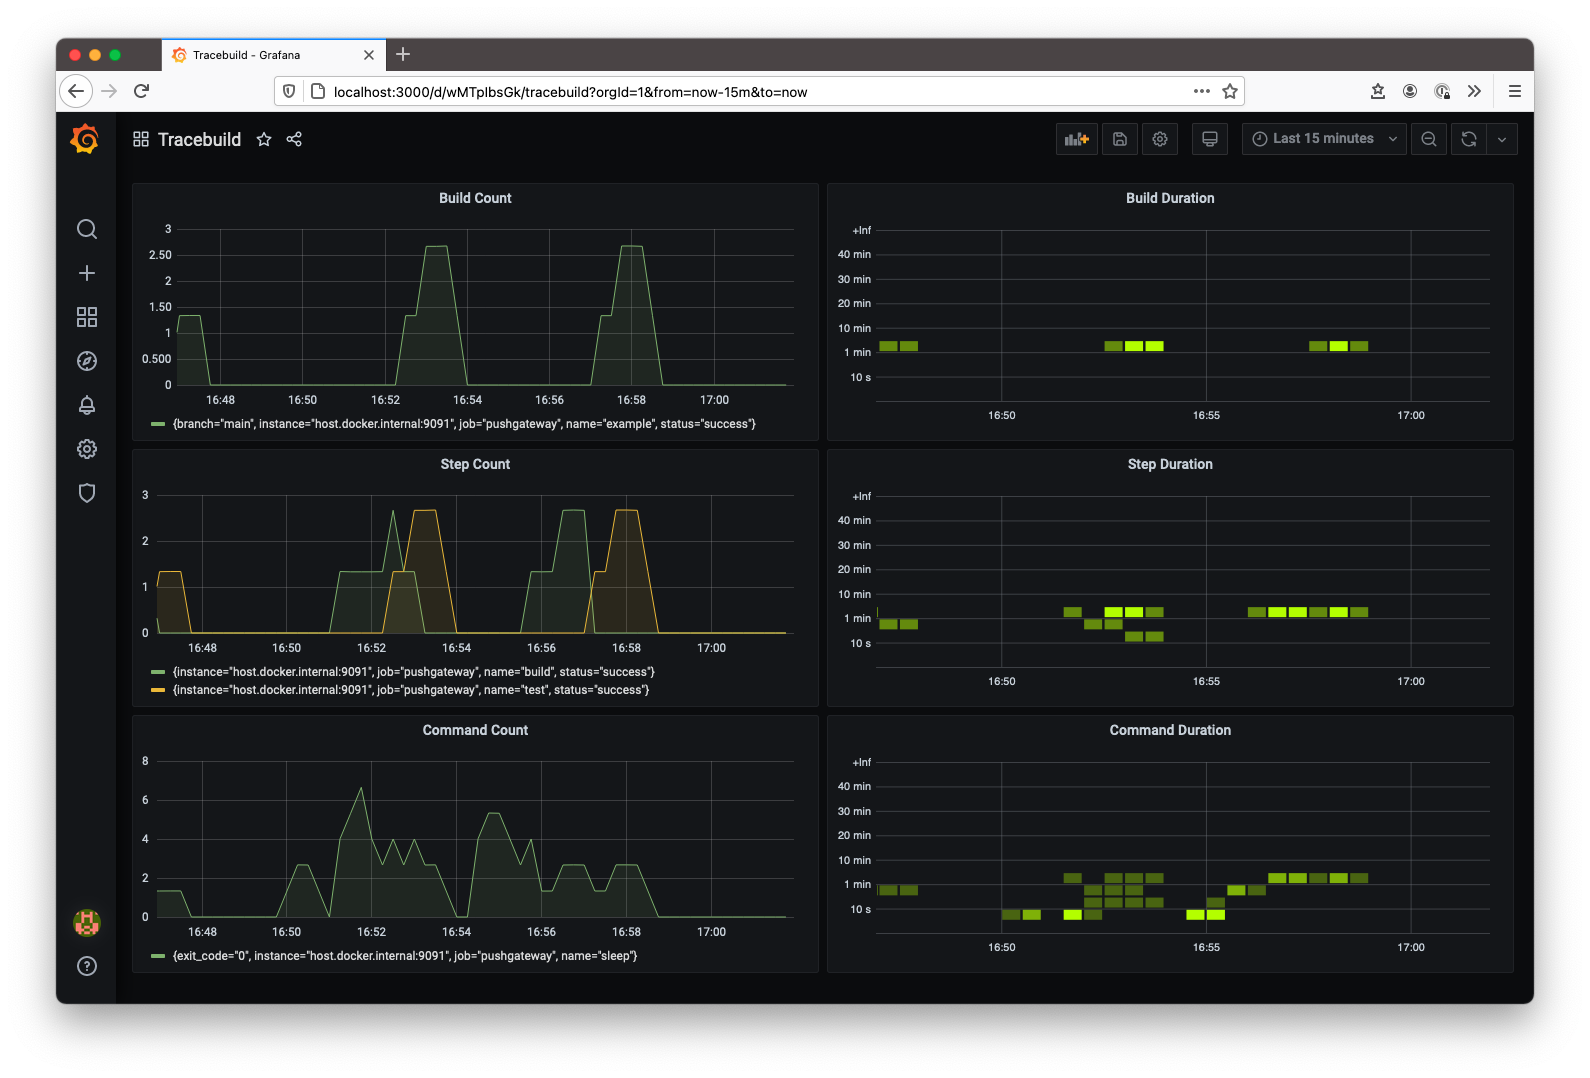 Tracebuild - Grafana
localhost:3000/d/wMTplbsGk/tracebuild?orgId=1&from=now-15m&to=now
Tracebuild
Last 15 minutes
Build Count
3
2.50
2
1.50
1
0.500
0
16:48 16:50 16:52 16:54 16:56 16:58 17:00
{branch="main", instance="host.docker.internal:9091", job="pushgateway", name="example", status="success"}
Build Duration
+Inf
40 min
30 min
20 min
10 min
1 min
10 s
16:50 16:55 17:00
Step Count
3
2
1
0
16:48 16:50 16:52 16:54 16:56 16:58 17:00
{instance="host.docker.internal:9091", job="pushgateway", name="build", status="success"}
{instance="host.docker.internal:9091", job="pushgateway", name="test", status="success"}
Step Duration
+Inf
40 min
30 min
20 min
10 min
1 min
10 s
16:50 16:55 17:00
Command Count
8
6
4
2
0
16:48 16:50 16:52 16:54 16:56 16:58 17:00
{exit_code="0", instance="host.docker.internal:9091", job="pushgateway", name="sleep"}
Command Duration
+Inf
40 min
30 min
20 min
10 min
1 min
10 s
16:50 16:55 17:00